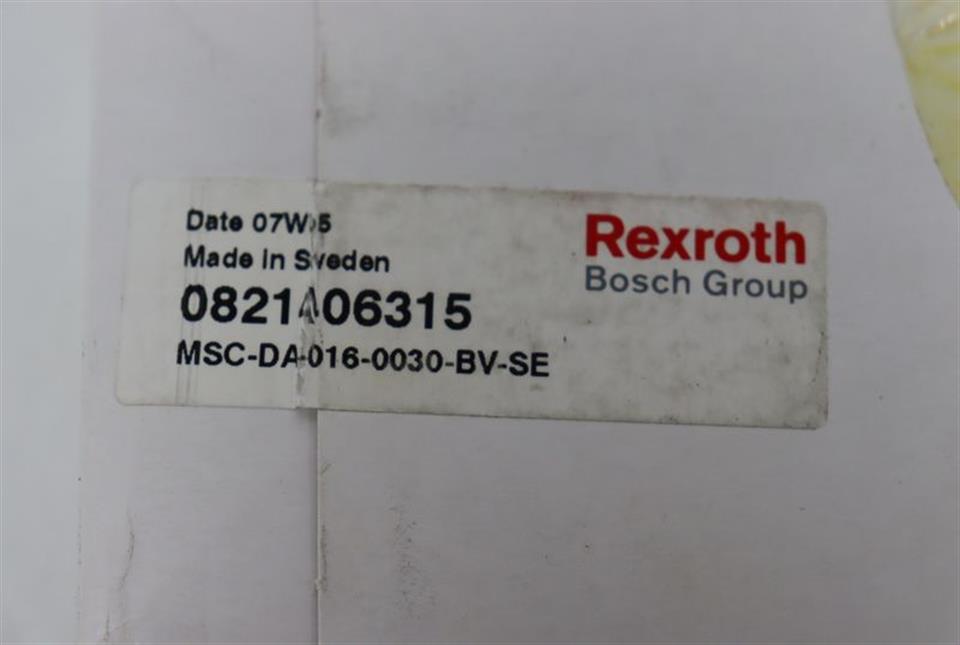 Date
Made in Sweden
0821406315
MSC-DA-016-0030-BV-SE
Rexroth
Bosch Group